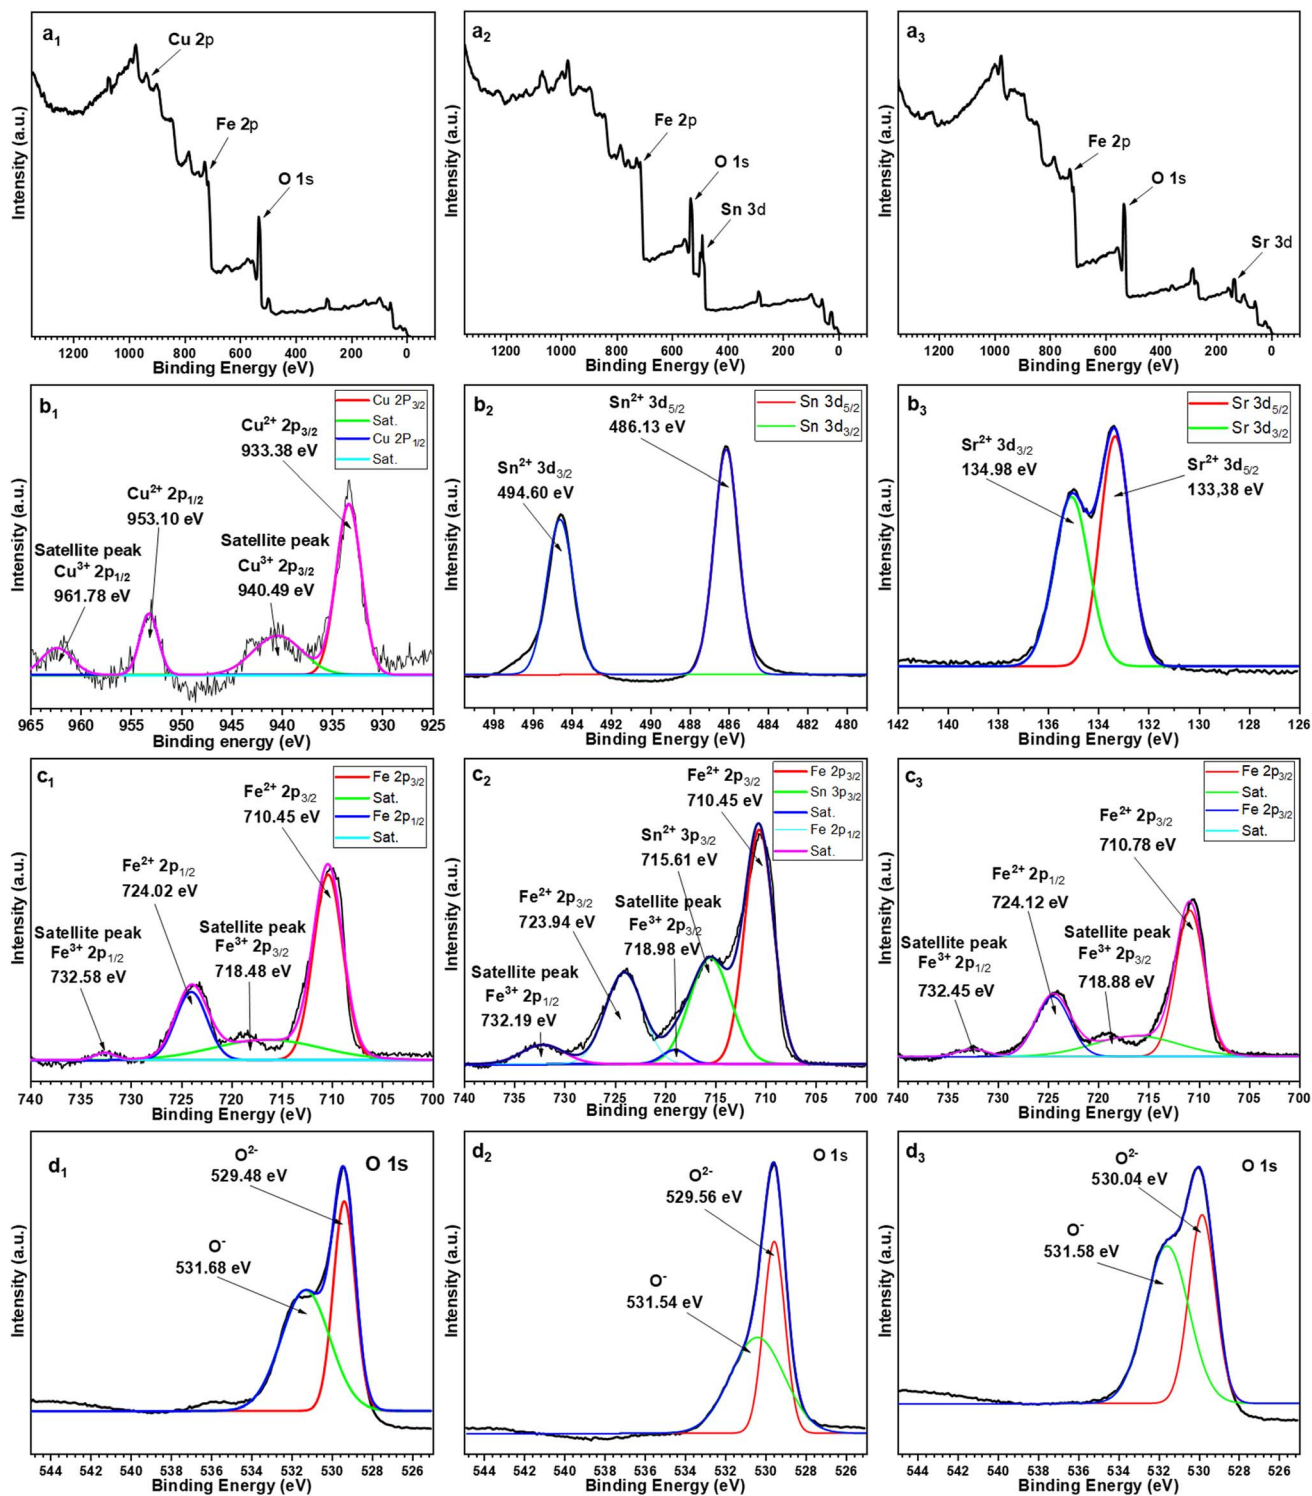 a1
Cu 2p
Fe 2p
O 1s
Intensity (a.u.)
1200 1000 800 600 400 200 0
Binding Energy (eV)
a2
Fe 2p
O 1s
Sn 3d
Intensity (a.u.)
1200 1000 800 600 400 200 0
Binding Energy (eV)
a3
Fe 2p
O 1s
Sr 3d
Intensity (a.u.)
1200 1000 800 600 400 200 0
Binding Energy (eV)
b1
Cu 2P3/2
Sat.
Cu 2P1/2
Sat.
Cu2+ 2p3/2
933.38 eV
Cu2+ 2p1/2
953.10 eV
Satellite peak
Cu3+ 2p1/2
961.78 eV
Satellite peak
Cu3+ 2p3/2
940.49 eV
Intensity (a.u.)
965 960 955 950 945 940 935 930 925
Binding energy (eV)
b2
Sn 3d5/2
Sn 3d3/2
Sn2+ 3d5/2
486.13 eV
Sn2+ 3d3/2
494.60 eV
Intensity (a.u.)
498 496 494 492 490 488 486 484 482 480
Binding Energy (eV)
b3
Sr 3d5/2
Sr 3d3/2
Sr2+ 3d3/2
134.98 eV
Sr2+ 3d5/2
133,38 eV
Intensity (a.u.)
142 140 138 136 134 132 130 128 126
Binding Energy (eV)
c1
Fe 2p3/2
Sat.
Fe 2p1/2
Sat.
Fe2+ 2p3/2
710.45 eV
Fe2+ 2p1/2
724.02 eV
Satellite peak
Fe3+ 2p1/2
732.58 eV
Satellite peak
Fe3+ 2p3/2
718.48 eV
Intensity (a.u.)
740 735 730 725 720 715 710 705 700
Binding Energy (eV)
c2
Fe 2p3/2
Sn 3p3/2
Sat.
Fe 2p1/2
Sat.
Fe2+ 2p3/2
710.45 eV
Sn2+ 3p3/2
715.61 eV
Fe2+ 2p3/2
723.94 eV
Satellite peak
Fe3+ 2p3/2
718.98 eV
Satellite peak
Fe3+ 2p1/2
732.19 eV
Intensity (a.u.)
740 735 730 725 720 715 710 705 700
Binding Energy (eV)
c3
Fe 2p3/2
Sat.
Fe 2p3/2
Sat.
Fe2+ 2p3/2
710.78 eV
Fe2+ 2p1/2
724.12 eV
Satellite peak
Fe3+ 2p1/2
732.45 eV
Satellite peak
Fe3+ 2p3/2
718.88 eV
Intensity (a.u.)
740 735 730 725 720 715 710 705 700
Binding Energy (eV)
d1
O 1s
O2-
529.48 eV
O-
531.68 eV
Intensity (a.u.)
544 542 540 538 536 534 532 530 528 526
Binding Energy (eV)
d2
O 1s
O2-
529.56 eV
O-
531.54 eV
Intensity (a.u.)
544 542 540 538 536 534 532 530 528 526
Binding Energy (eV)
d3
O 1s
O2-
530.04 eV
O-
531.58 eV
Intensity (a.u.)
544 542 540 538 536 534 532 530 528 526
Binding Energy (eV)